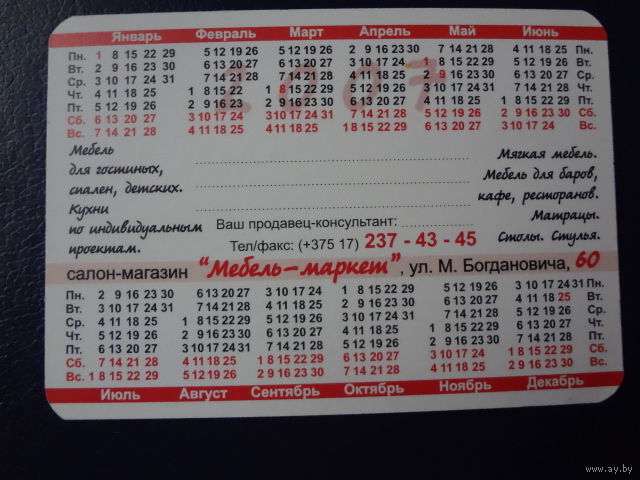 Январь Февраль Март Апрель Май Июнь
Пн. 1 8 15 22 29 5 12 19 26 5 12 19 26 2 9 16 23 30 7 14 21 28 4 11 18 25 Пн.
Вт. 2 9 16 23 30 6 13 20 27 6 13 20 27 3 10 17 24 1 8 15 22 29 5 12 19 26 Вт.
Ср. 3 10 17 24 31 7 14 21 28 7 14 21 28 4 11 18 25 2 9 16 23 30 6 13 20 27 Ср.
Чт. 4 11 18 25 1 8 15 22 1 8 15 22 29 5 12 19 26 3 10 17 24 31 7 14 21 28 Чт.
Пт. 5 12 19 26 2 9 16 23 2 9 16 23 30 6 13 20 27 4 11 18 25 1 8 15 22 29 Пт.
Сб. 6 13 20 27 3 10 17 24 3 10 17 24 31 7 14 21 28 5 12 19 26 2 9 16 23 30 Сб.
Вс. 7 14 21 28 4 11 18 25 4 11 18 25 1 8 15 22 29 6 13 20 27 3 10 17 24 Вс.
2007
Мебель
для гостиных,
спален, детских.
Кухни
по индивидуальным
проектам.
Мягкая мебель.
Мебель для баров,
кафе, ресторанов.
Матрацы.
Столы. Стулья.
Ваш продавец-консультант:
Тел/факс: (+375 17) 237 - 43 - 45
салон-магазин "Мебель-маркет", ул. М. Богдановича, 60
Пн. 2 9 16 23 30 6 13 20 27 3 10 17 24 1 8 15 22 29 5 12 19 26 3 10 17 24 31 Пн.
Вт. 3 10 17 24 31 7 14 21 28 4 11 18 25 2 9 16 23 30 6 13 20 27 4 11 18 25 Вт.
Ср. 4 11 18 25 1 8 15 22 29 5 12 19 26 3 10 17 24 31 7 14 21 28 5 12 19 26 Ср.
Чт. 5 12 19 26 2 9 16 23 30 6 13 20 27 4 11 18 25 1 8 15 22 29 6 13 20 27 Чт.
Пт. 6 13 20 27 3 10 17 24 31 7 14 21 28 5 12 19 26 2 9 16 23 30 7 14 21 28 Пт.
Сб. 7 14 21 28 4 11 18 25 1 8 15 22 29 6 13 20 27 3 10 17 24 1 8 15 22 29 Сб.
Вс. 1 8 15 22 29 5 12 19 26 2 9 16 23 30 7 14 21 28 4 11 18 25 2 9 16 23 30 Вс.
Июль Август Сентябрь Октябрь Ноябрь Декабрь
www.ay.by